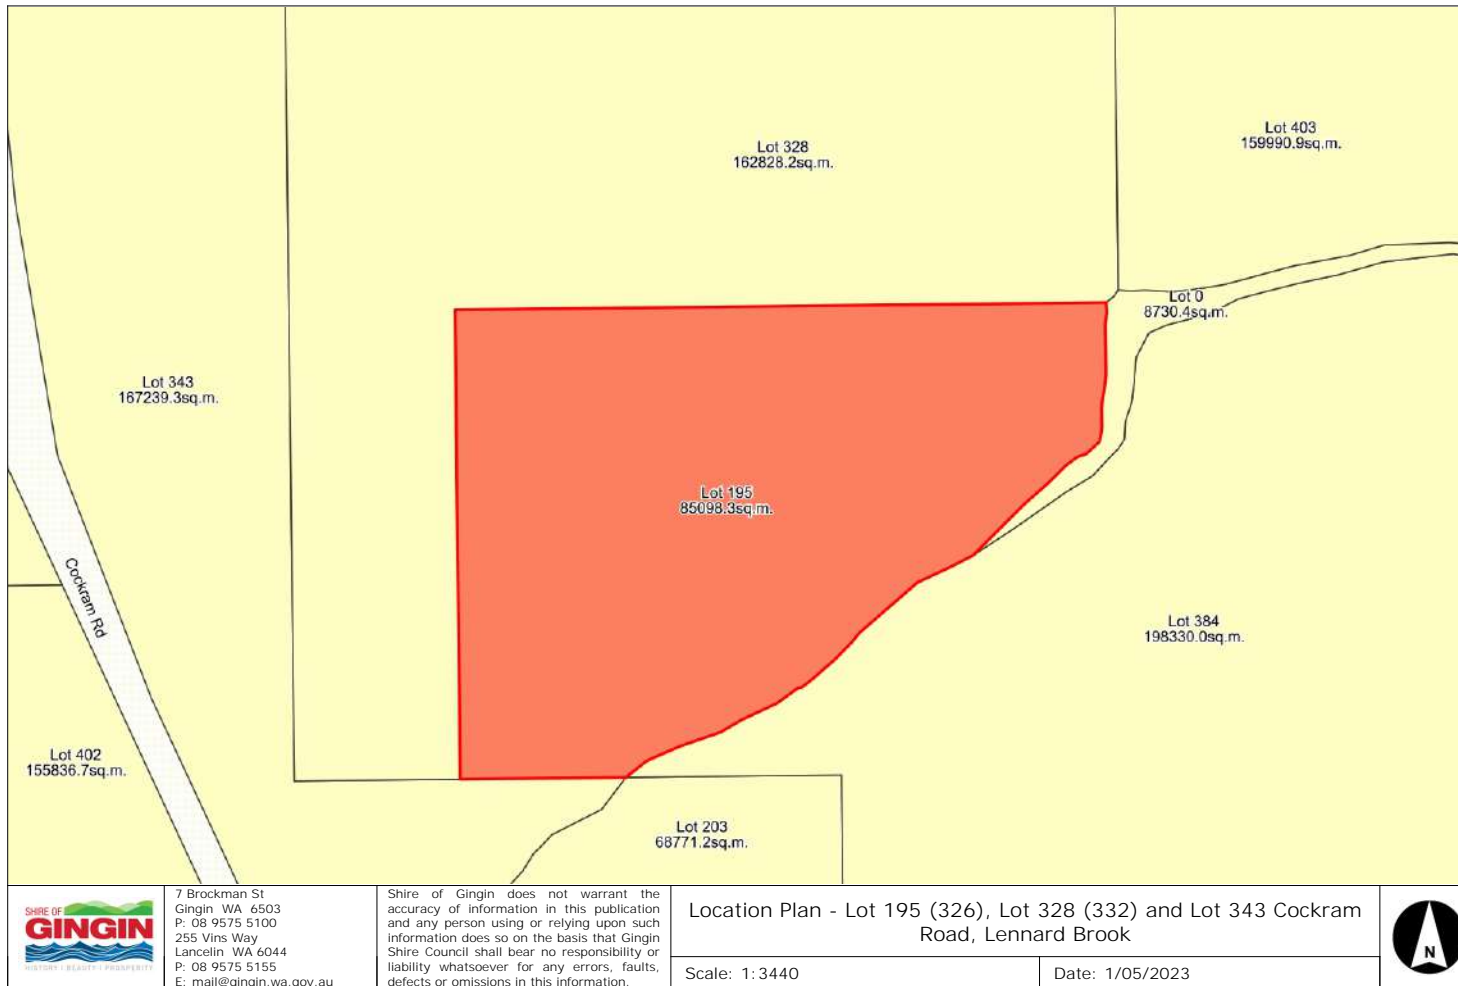 Lot 328
162828.2sq.m.
Lot 403
159990.9sq.m.
Lot 0
8730.4sq.m.
Lot 343
167239.3sq.m.
Lot 195
85098.3sq.m.
Cockram Rd
Lot 384
198330.0sq.m.
Lot 402
155836.7sq.m.
Lot 203
68771.2sq.m.
SHIRE OF
GINGIN
HISTORY | BEAUTY | PROSPERITY
7 Brockman St
Gingin WA 6503
P: 08 9575 5100
255 Vins Way
Lancelin WA 6044
P: 08 9575 5155
E: mail@gingin.wa.gov.au
Shire of Gingin does not warrant the
accuracy of information in this publication
and any person using or relying upon such
information does so on the basis that Gingin
Shire Council shall bear no responsibility or
liability whatsoever for any errors, faults,
defects or omissions in this information.
Location Plan - Lot 195 (326), Lot 328 (332) and Lot 343 Cockram
Road, Lennard Brook
Scale: 1:3440
Date: 1/05/2023
N